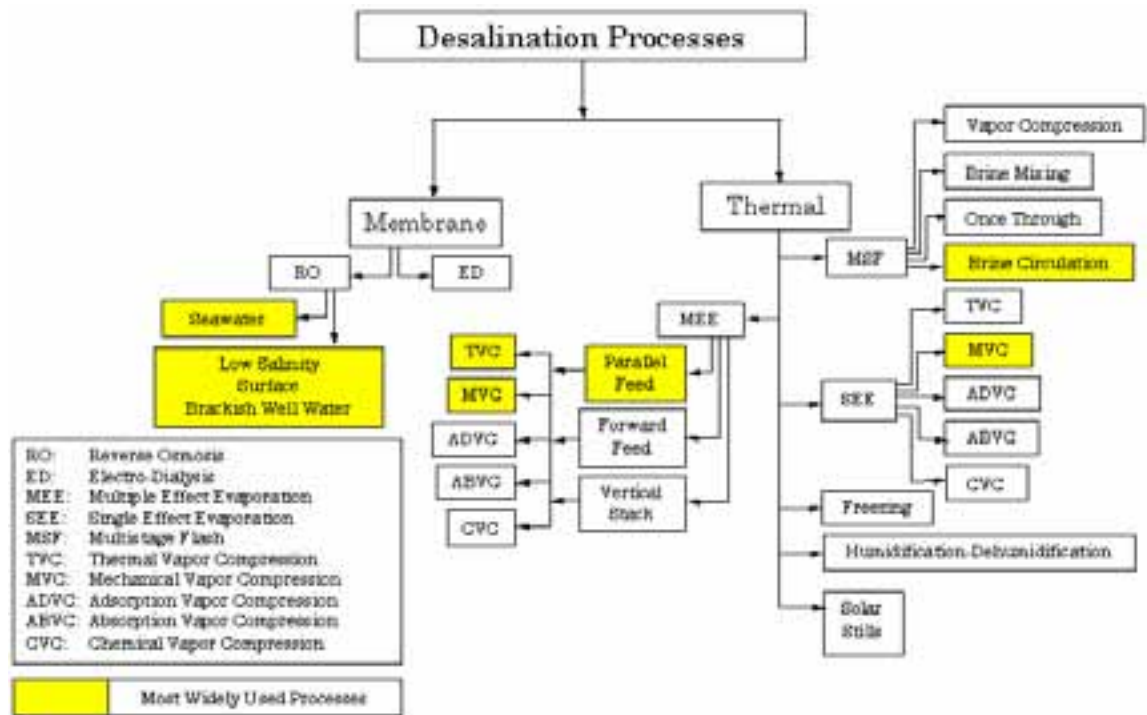 Desalination Processes
Membrane
Thermal
RO
ED
Seawater
Low Salinity
Surface
Brackish Well Water
MSF
Vapor Compression
Brine Mixing
Once Through
Brine Circulation
MEE
Parallel
Feed
Forward
Feed
Vertical
Stack
TVC
MVC
ADVC
ABVC
CVC
SEE
TVC
MVC
ADVC
ABVC
CVC
Freezing
Humidification-Dehumidification
Solar
Stills
RO: Reverse Osmosis
ED: Electro-Dialysis
MEE: Multiple Effect Evaporation
SEE: Single Effect Evaporation
MSF: Multistage Flash
TVC: Thermal Vapor Compression
MVC: Mechanical Vapor Compression
ADVC: Adsorption Vapor Compression
ABVC: Absorption Vapor Compression
CVC: Chemical Vapor Compression
Most Widely Used Processes